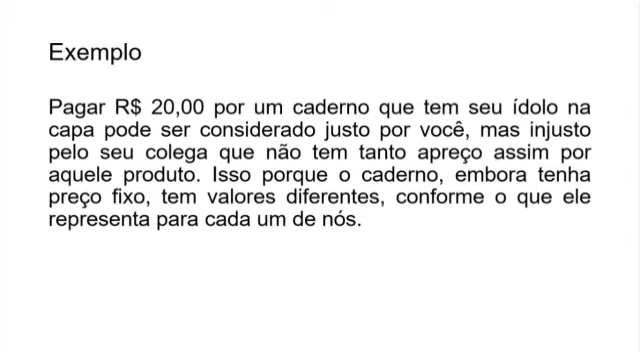 Exemplo
Pagar R$ 20,00 por um caderno que tem seu ídolo na
capa pode ser considerado justo por você, mas injusto
pelo seu colega que não tem tanto apreço assim por
aquele produto. Isso porque o caderno, embora tenha
preço fixo, tem valores diferentes, conforme o que ele
representa para cada um de nós.